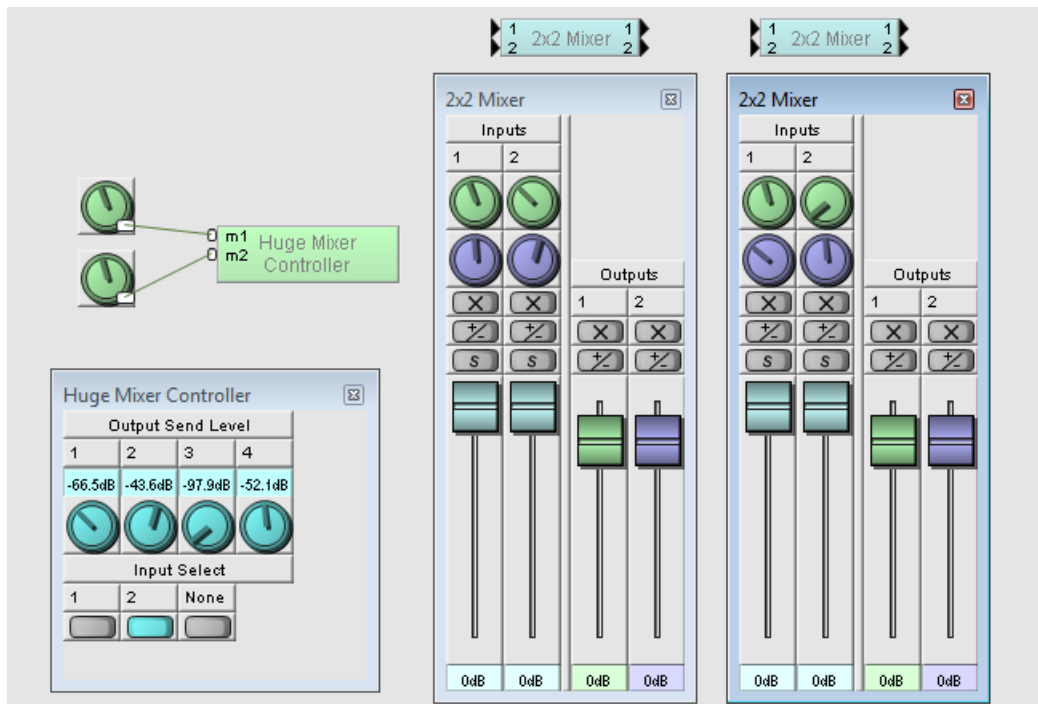 1 2x2 Mixer 1
2 2
1 2x2 Mixer 1
2 2
2x2 Mixer
Inputs
1 2
X X
+/- +/-
S S
Outputs
1 2
X X
+/- +/-
0dB 0dB 0dB 0dB
2x2 Mixer
Inputs
1 2
X X
+/- +/-
S S
Outputs
1 2
X X
+/- +/-
0dB 0dB 0dB 0dB
m1 Huge Mixer
m2 Controller
Huge Mixer Controller
Output Send Level
1 2 3 4
-66.5dB -43.6dB -97.9dB -52.1dB
Input Select
1 2 None